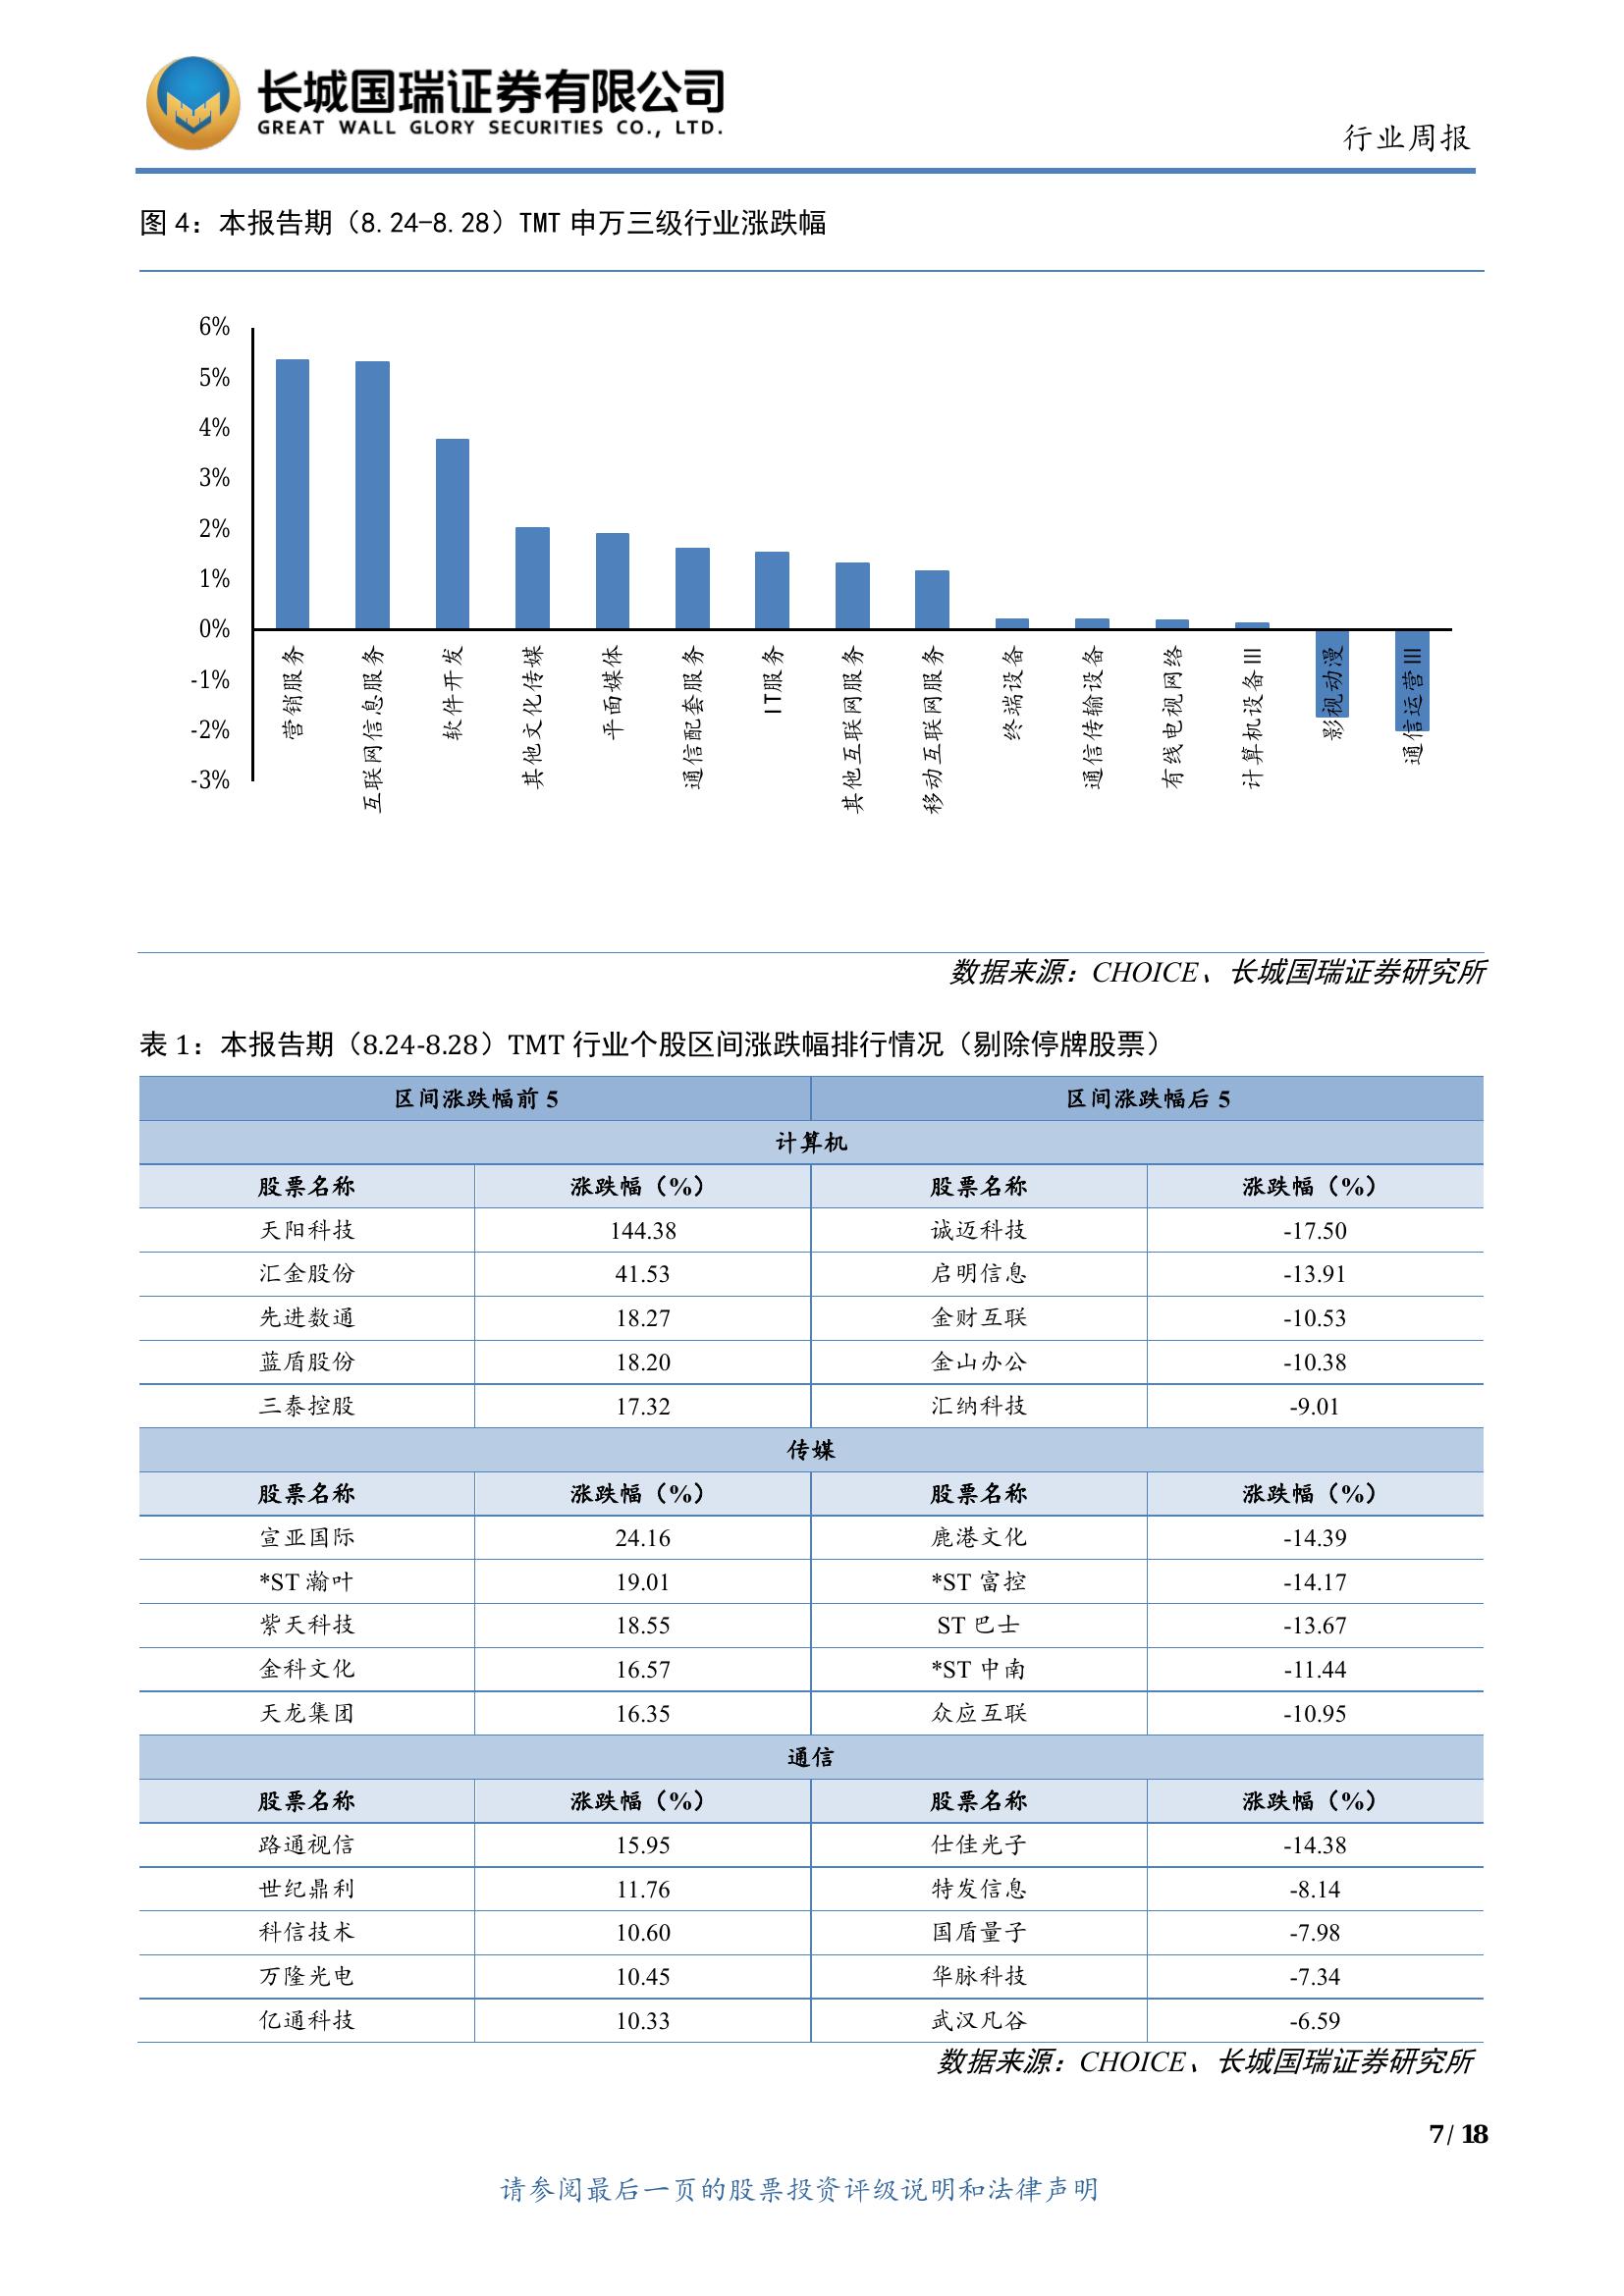 长城国瑞证券有限公司
GREAT WALL GLORY SECURITIES CO., LTD.
行业周报
图 4：本报告期（8.24-8.28）TMT 申万三级行业涨跌幅
6%
5%
4%
3%
2%
1%
0%
-1%
-2%
-3%
营销服务
互联网信息服务
软件开发
其他文化传媒
平面媒体
通信配套服务
IT服务
其他互联网服务
移动互联网服务
终端设备
通信传输设备
有线电视网络
计算机设备Ⅲ
影视动漫
通信运营Ⅲ
数据来源：CHOICE、长城国瑞证券研究所
表 1：本报告期（8.24-8.28）TMT 行业个股区间涨跌幅排行情况（剔除停牌股票）
区间涨跌幅前 5 区间涨跌幅后 5
计算机
股票名称 涨跌幅（%） 股票名称 涨跌幅（%）
天阳科技 144.38 诚迈科技 -17.50
汇金股份 41.53 启明信息 -13.91
先进数通 18.27 金财互联 -10.53
蓝盾股份 18.20 金山办公 -10.38
三泰控股 17.32 汇纳科技 -9.01
传媒
股票名称 涨跌幅（%） 股票名称 涨跌幅（%）
宣亚国际 24.16 鹿港文化 -14.39
*ST 瀚叶 19.01 *ST 富控 -14.17
紫天科技 18.55 ST 巴士 -13.67
金科文化 16.57 *ST 中南 -11.44
天龙集团 16.35 众应互联 -10.95
通信
股票名称 涨跌幅（%） 股票名称 涨跌幅（%）
路通视信 15.95 仕佳光子 -14.38
世纪鼎利 11.76 特发信息 -8.14
科信技术 10.60 国盾量子 -7.98
万隆光电 10.45 华脉科技 -7.34
亿通科技 10.33 武汉凡谷 -6.59
数据来源：CHOICE、长城国瑞证券研究所
7 / 18
请参阅最后一页的股票投资评级说明和法律声明